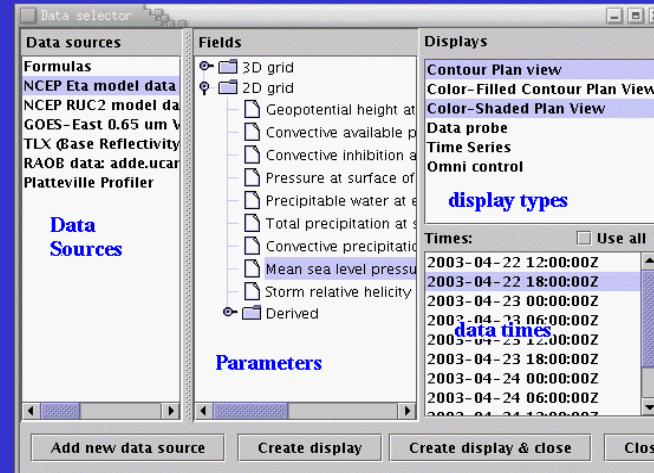 Data selector
Data sources
Formulas
NCEP Eta model data
NCEP RUC2 model da
GOES-East 0.65 um V
TLX (Base Reflectivity
RAOB data: adde.ucar
Platteville Profiler
Data
Sources
Fields
3D grid
2D grid
Geopotential height at
Convective available p
Convective inhibition a
Pressure at surface of
Precipitable water at e
Total precipitation at s
Convective precipitatio
Mean sea level pressu
Storm relative helicity
Derived
Parameters
Displays
Contour Plan view
Color-Filled Contour Plan View
Color-Shaded Plan View
Data probe
Time Series
Omni control
display types
Times:
Use all
2003-04-22 12:00:00Z
2003-04-22 18:00:00Z
2003-04-23 00:00:00Z
2003-04-23 06:00:00Z
data times
2003-04-23 12:00:00Z
2003-04-23 18:00:00Z
2003-04-24 00:00:00Z
2003-04-24 06:00:00Z
Add new data source
Create display
Create display & close
Clos